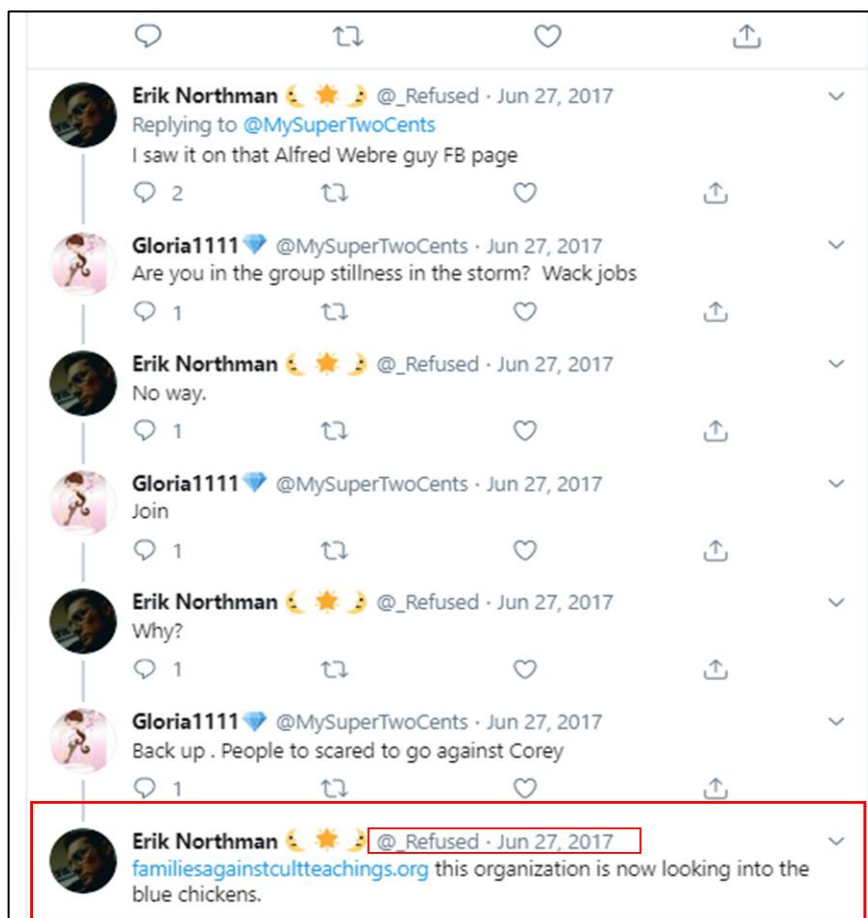 Erik Northman @_Refused · Jun 27, 2017
Replying to @MySuperTwoCents
I saw it on that Alfred Webre guy FB page
2
Gloria1111 @MySuperTwoCents · Jun 27, 2017
Are you in the group stillness in the storm? Wack jobs
1
Erik Northman @_Refused · Jun 27, 2017
No way.
1
Gloria1111 @MySuperTwoCents · Jun 27, 2017
Join
1
Erik Northman @_Refused · Jun 27, 2017
Why?
1
Gloria1111 @MySuperTwoCents · Jun 27, 2017
Back up . People to scared to go against Corey
1
Erik Northman @_Refused · Jun 27, 2017
familiesagainstcultteachings.org this organization is now looking into the
blue chickens.